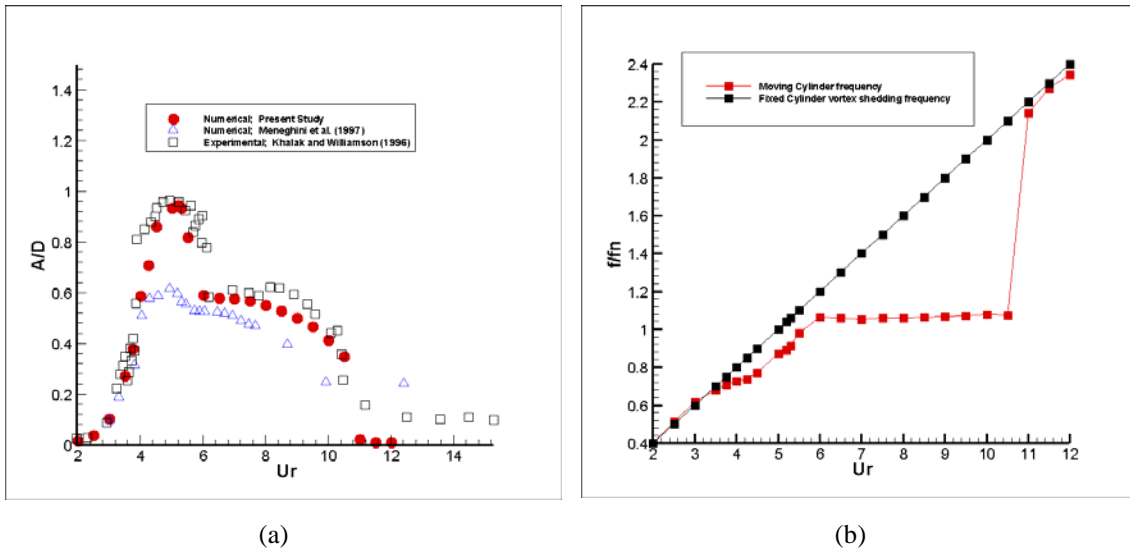 Numerical; Present Study
Numerical; Meneghini et al. (1997)
Experimental; Khalak and Williamson (1996)
A/D
1.4
1.2
1
0.8
0.6
0.4
0.2
0
2 4 6 8 10 12 14
Ur
(a)
Moving Cylinder frequency
Fixed Cylinder vortex shedding frequency
f/fn
2.4
2.2
2.0
1.8
1.6
1.4
1.2
1.0
0.8
0.6
0.4
2 3 4 5 6 7 8 9 10 11 12
Ur
(b)